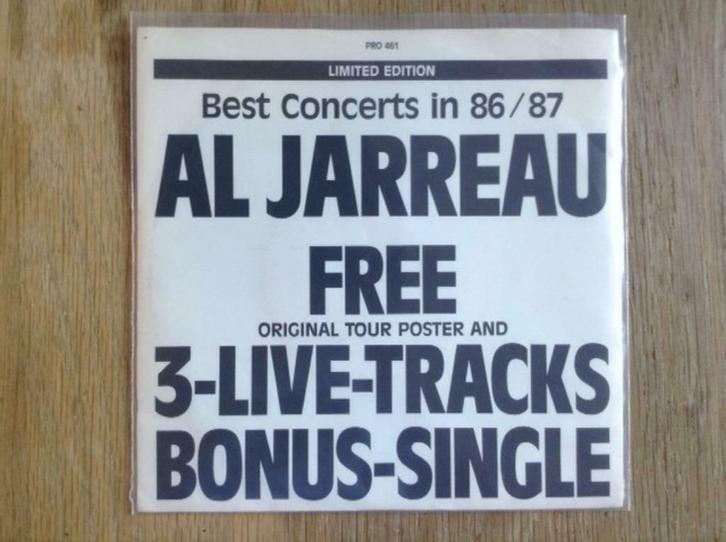 PRO 461
LIMITED EDITION
Best Concerts in 86/87
AL JARREAU
FREE
ORIGINAL TOUR POSTER AND
3-LIVE-TRACKS
BONUS-SINGLE